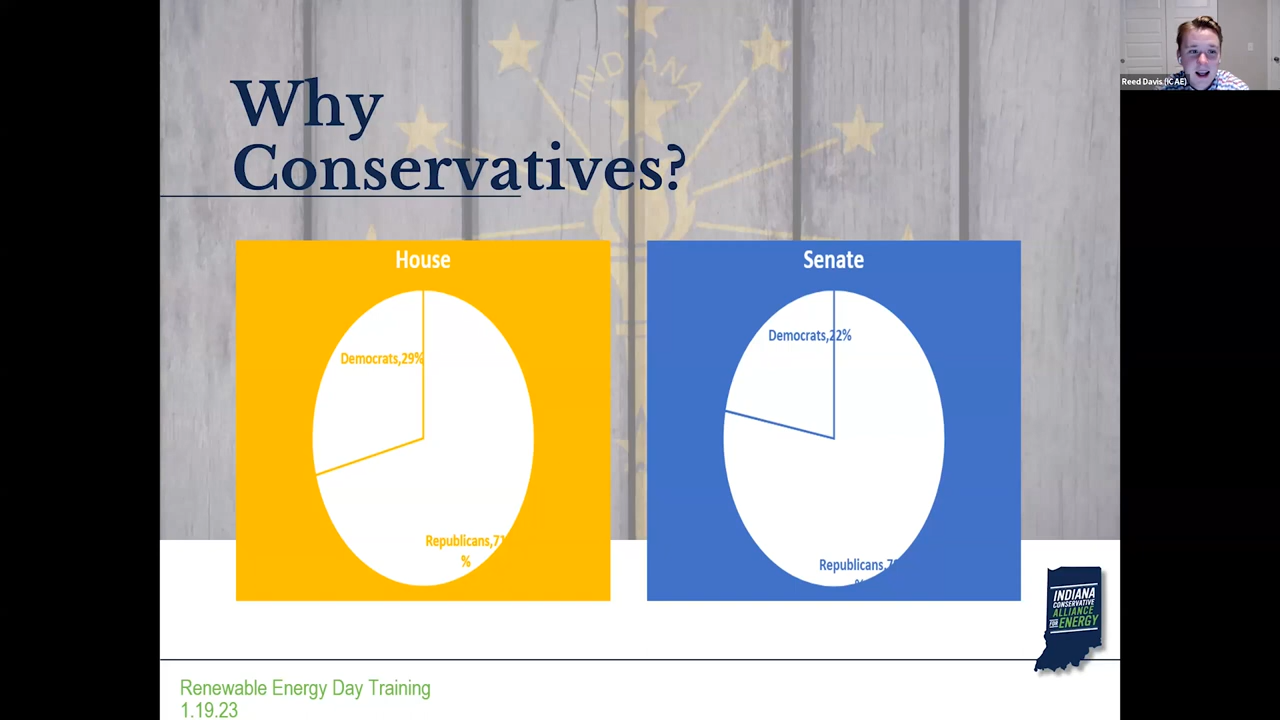 Why
Conservatives?
INDIANA
House
Democrats,29%
Republicans,71
%
Senate
Democrats,22%
Republicans,7
%
INDIANA
CONSERVATIVE
ALLIANCE
FOR ENERGY
Renewable Energy Day Training
1.19.23
Reed Davis (ICAE)